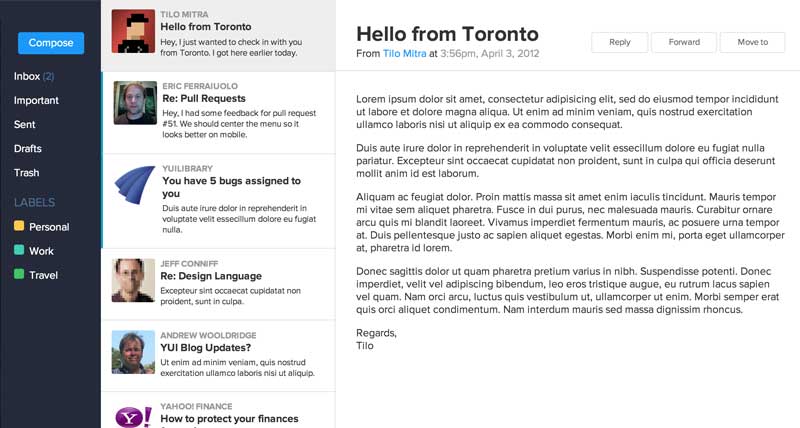 Compose
Inbox (2)
Important
Sent
Drafts
Trash
LABELS
Personal
Work
Travel
TILO MITRA
Hello from Toronto
Hey, I just wanted to check in with you
from Toronto. I got here earlier today.
ERIC FERRAIUOLO
Re: Pull Requests
Hey, I had some feedback for pull request
#51. We should center the menu so it
looks better on mobile.
YUILIBRARY
You have 5 bugs assigned to
you
Duis aute irure dolor in reprehenderit in
voluptate velit essecillum dolore eu fugiat
nulla.
JEFF CONNIFF
Re: Design Language
Excepteur sint occaecat cupidatat non
proident, sunt in culpa.
ANDREW WOOLDRIDGE
YUI Blog Updates?
Ut enim ad minim veniam, quis nostrud
exercitation ullamco laboris nisi ut aliquip.
Y!
YAHOO! FINANCE
How to protect your finances
Hello from Toronto
From Tilo Mitra at 3:56pm, April 3, 2012
Reply
Forward
Move to
Lorem ipsum dolor sit amet, consectetur adipisicing elit, sed do eiusmod tempor incididunt
ut labore et dolore magna aliqua. Ut enim ad minim veniam, quis nostrud exercitation
ullamco laboris nisi ut aliquip ex ea commodo consequat.
Duis aute irure dolor in reprehenderit in voluptate velit essecillum dolore eu fugiat nulla
pariatur. Excepteur sint occaecat cupidatat non proident, sunt in culpa qui officia deserunt
mollit anim id est laborum.
Aliquam ac feugiat dolor. Proin mattis massa sit amet enim iaculis tincidunt. Mauris tempor
mi vitae sem aliquet pharetra. Fusce in dui purus, nec malesuada mauris. Curabitur ornare
arcu quis mi blandit laoreet. Vivamus imperdiet fermentum mauris, ac posuere urna tempor
at. Duis pellentesque justo ac sapien aliquet egestas. Morbi enim mi, porta eget ullamcorper
at, pharetra id lorem.
Donec sagittis dolor ut quam pharetra pretium varius in nibh. Suspendisse potenti. Donec
imperdiet, velit vel adipiscing bibendum, leo eros tristique augue, eu rutrum lacus sapien
vel quam. Nam orci arcu, luctus quis vestibulum ut, ullamcorper ut enim. Morbi semper erat
quis orci aliquet condimentum. Nam interdum mauris sed massa dignissim rhoncus.
Regards,
Tilo